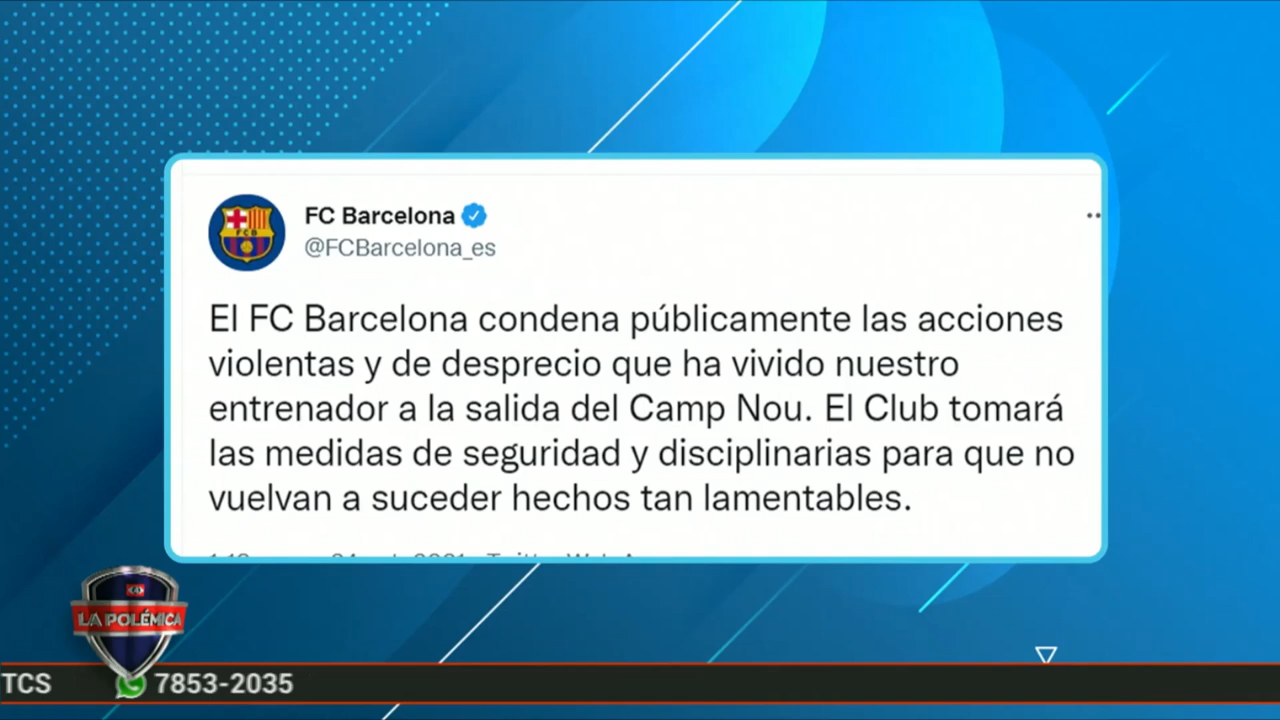 FC Barcelona
@FCBarcelona_es
El FC Barcelona condena públicamente las acciones
violentas y de desprecio que ha vivido nuestro
entrenador a la salida del Camp Nou. El Club tomará
las medidas de seguridad y disciplinarias para que no
vuelvan a suceder hechos tan lamentables.
FCB
LA POLÉMICA
TCS 7853-2035